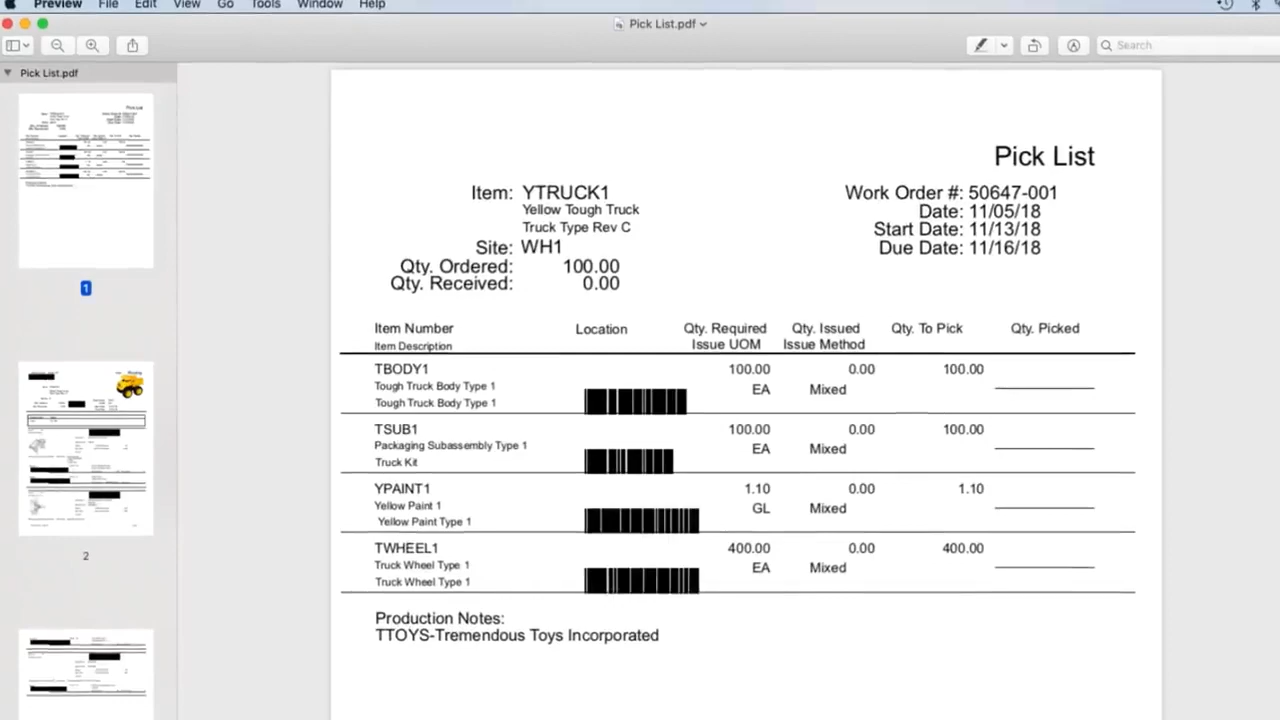 Preview File Edit View Go Tools Window Help
Pick List.pdf
Search
Pick List.pdf
1
2
Pick List
Item: YTRUCK1
Yellow Tough Truck
Truck Type Rev C
Site: WH1
Qty. Ordered: 100.00
Qty. Received: 0.00
Work Order #: 50647-001
Date: 11/05/18
Start Date: 11/13/18
Due Date: 11/16/18
Item Number Location Qty. Required Qty. Issued Qty. To Pick Qty. Picked
Item Description Issue UOM Issue Method
TBODY1 100.00 0.00 100.00
Tough Truck Body Type 1 EA Mixed
Tough Truck Body Type 1
TSUB1 100.00 0.00 100.00
Packaging Subassembly Type 1 EA Mixed
Truck Kit
YPAINT1 1.10 0.00 1.10
Yellow Paint 1 GL Mixed
Yellow Paint Type 1
TWHEEL1 400.00 0.00 400.00
Truck Wheel Type 1 EA Mixed
Truck Wheel Type 1
Production Notes:
TTOYS-Tremendous Toys Incorporated